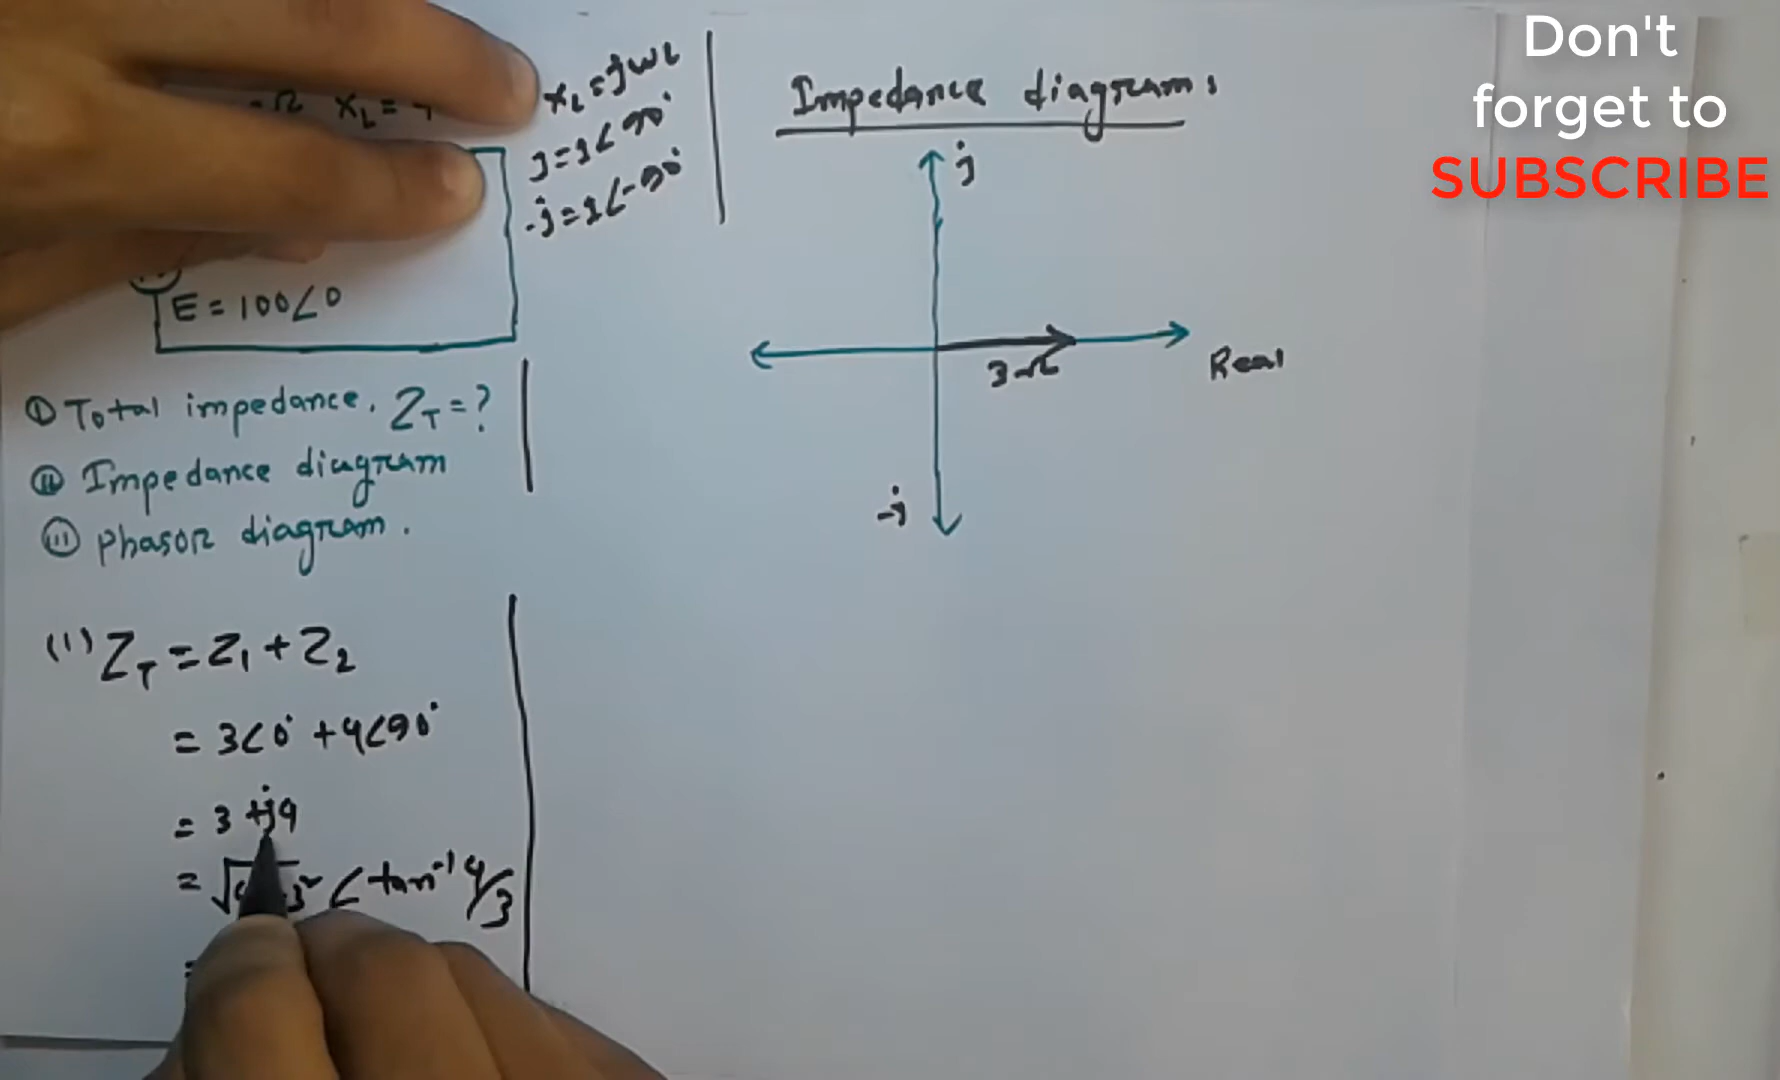 Ω X_L =
X_L = jωL
j = 1∠90°
-j = 1∠-90°
E = 100∠0
① Total impedance, Z_T = ?
② Impedance diagram
③ Phasor diagram.
(1) Z_T = Z_1 + Z_2
= 3∠0° + 4∠90°
= 3 + j4
= √ 3² ∠ tan⁻¹ 4/3
=
Impedance diagram:
j
3Ω
Real
-j
Don't
forget to
SUBSCRIBE